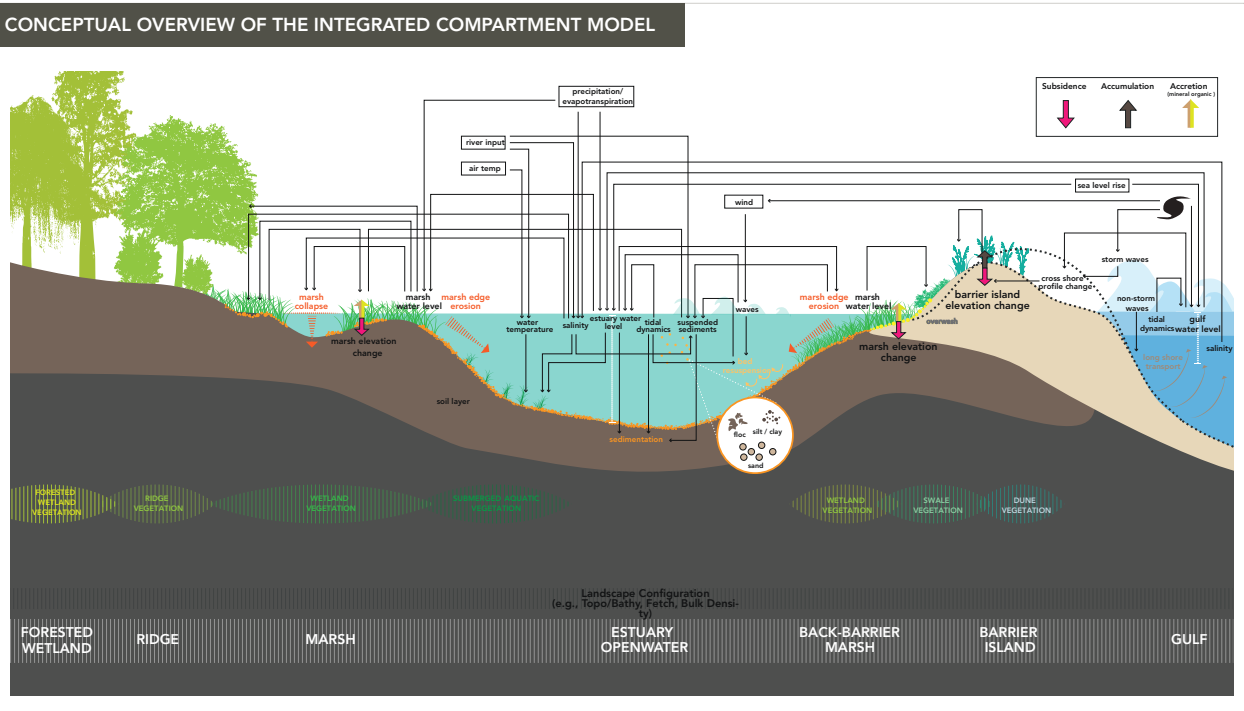 CONCEPTUAL OVERVIEW OF THE INTEGRATED COMPARTMENT MODEL
Subsidence
Accumulation
Accretion
(mineral organic )
precipitation/
evapotranspiration
river input
air temp
wind
sea level rise
storm waves
cross shore
profile change
non-storm
waves
tidal
dynamics
gulf
water level
salinity
long shore
transport
marsh
collapse
marsh elevation
change
marsh
water level
marsh edge
erosion
water
temperature
salinity
estuary water
level
tidal
dynamics
suspended
sediments
waves
marsh edge
erosion
marsh
water level
marsh elevation
change
overwash
barrier island
elevation change
soil layer
sedimentation
floc
silt / clay
sand
FORESTED
WETLAND
VEGETATION
RIDGE
VEGETATION
WETLAND
VEGETATION
SUBMERGED AQUATIC
VEGETATION
WETLAND
VEGETATION
SWALE
VEGETATION
DUNE
VEGETATION
Landscape Configuration
(e.g., Topo/Bathy, Fetch, Bulk Densi-
ty)
FORESTED
WETLAND
RIDGE
MARSH
ESTUARY
OPENWATER
BACK-BARRIER
MARSH
BARRIER
ISLAND
GULF